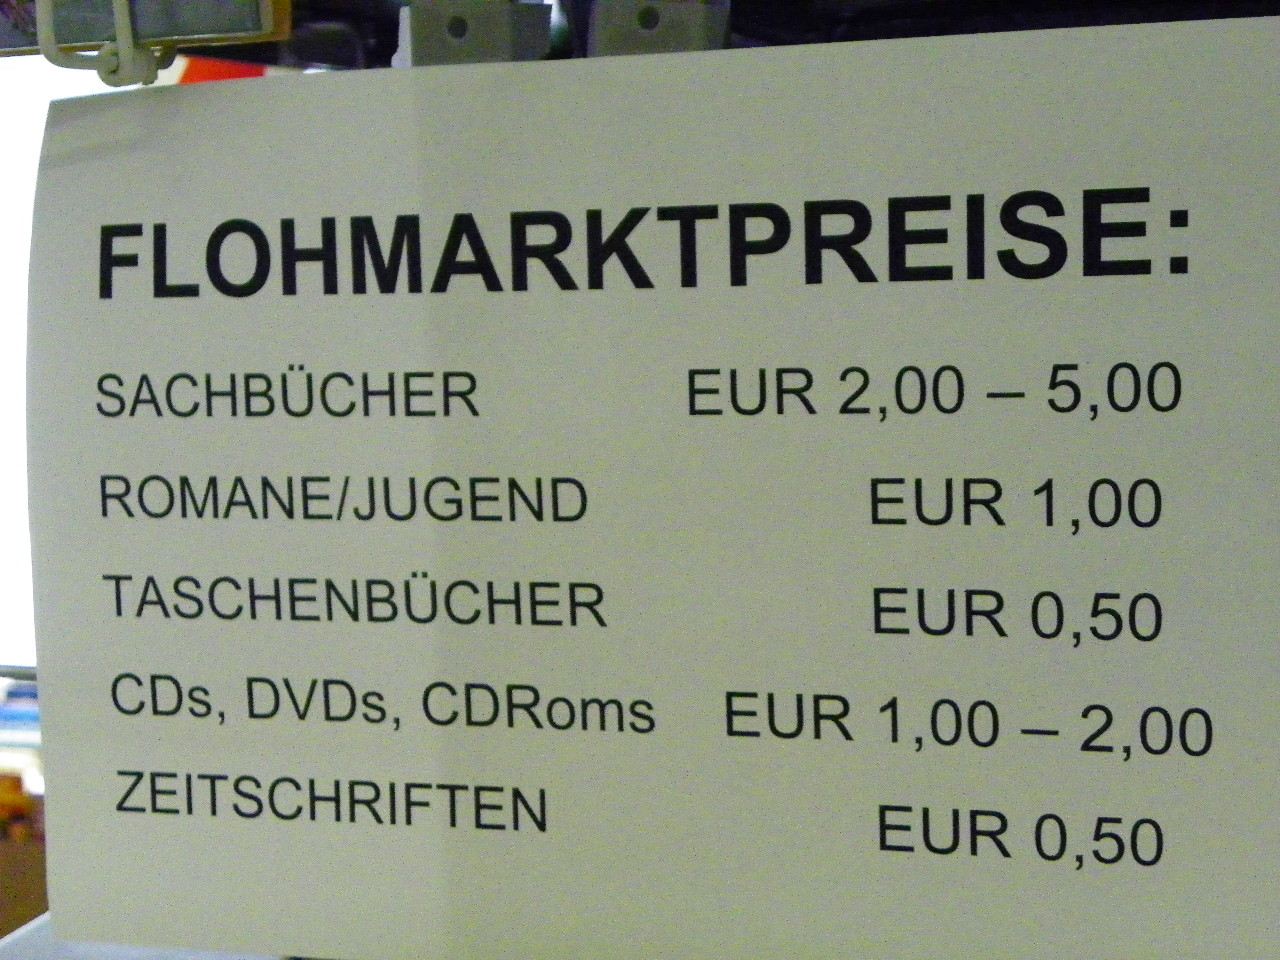 FLOHMARKTPREISE:
SACHBÜCHER EUR 2,00 – 5,00
ROMANE/JUGEND EUR 1,00
TASCHENBÜCHER EUR 0,50
CDs, DVDs, CDRoms EUR 1,00 – 2,00
ZEITSCHRIFTEN EUR 0,50